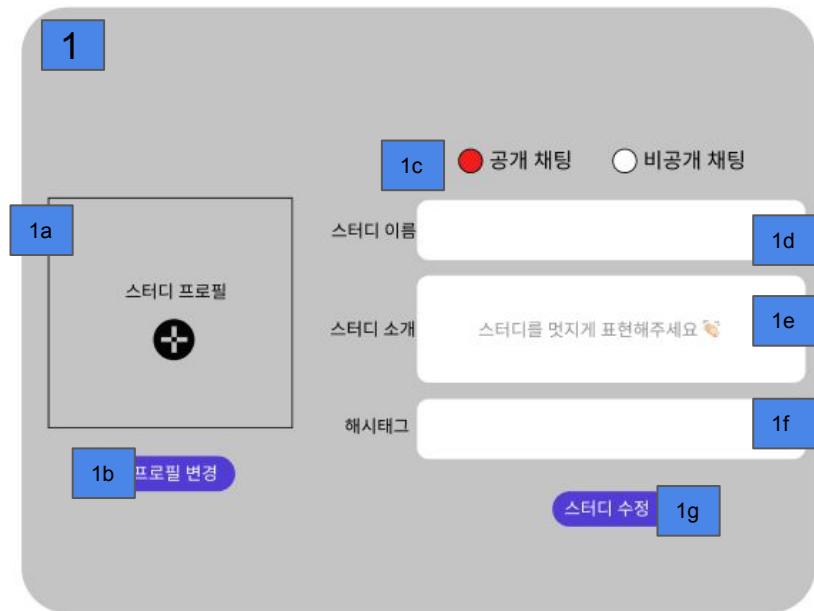 1
1c
공개 채팅
비공개 채팅
1a
스터디 프로필
1b
프로필 변경
스터디 이름
1d
스터디 소개
스터디를 멋지게 표현해주세요 👏🏻
1e
해시태그
1f
스터디 수정
1g